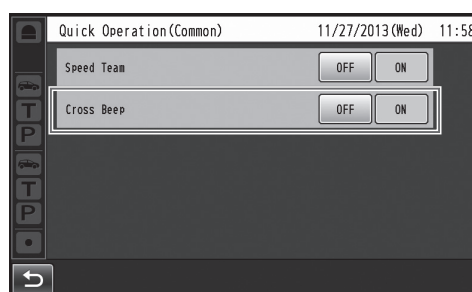 Quick Operation(Common) 11/27/2013(Wed) 11:58
Speed Team OFF ON
Cross Beep OFF ON
T
P
T
P